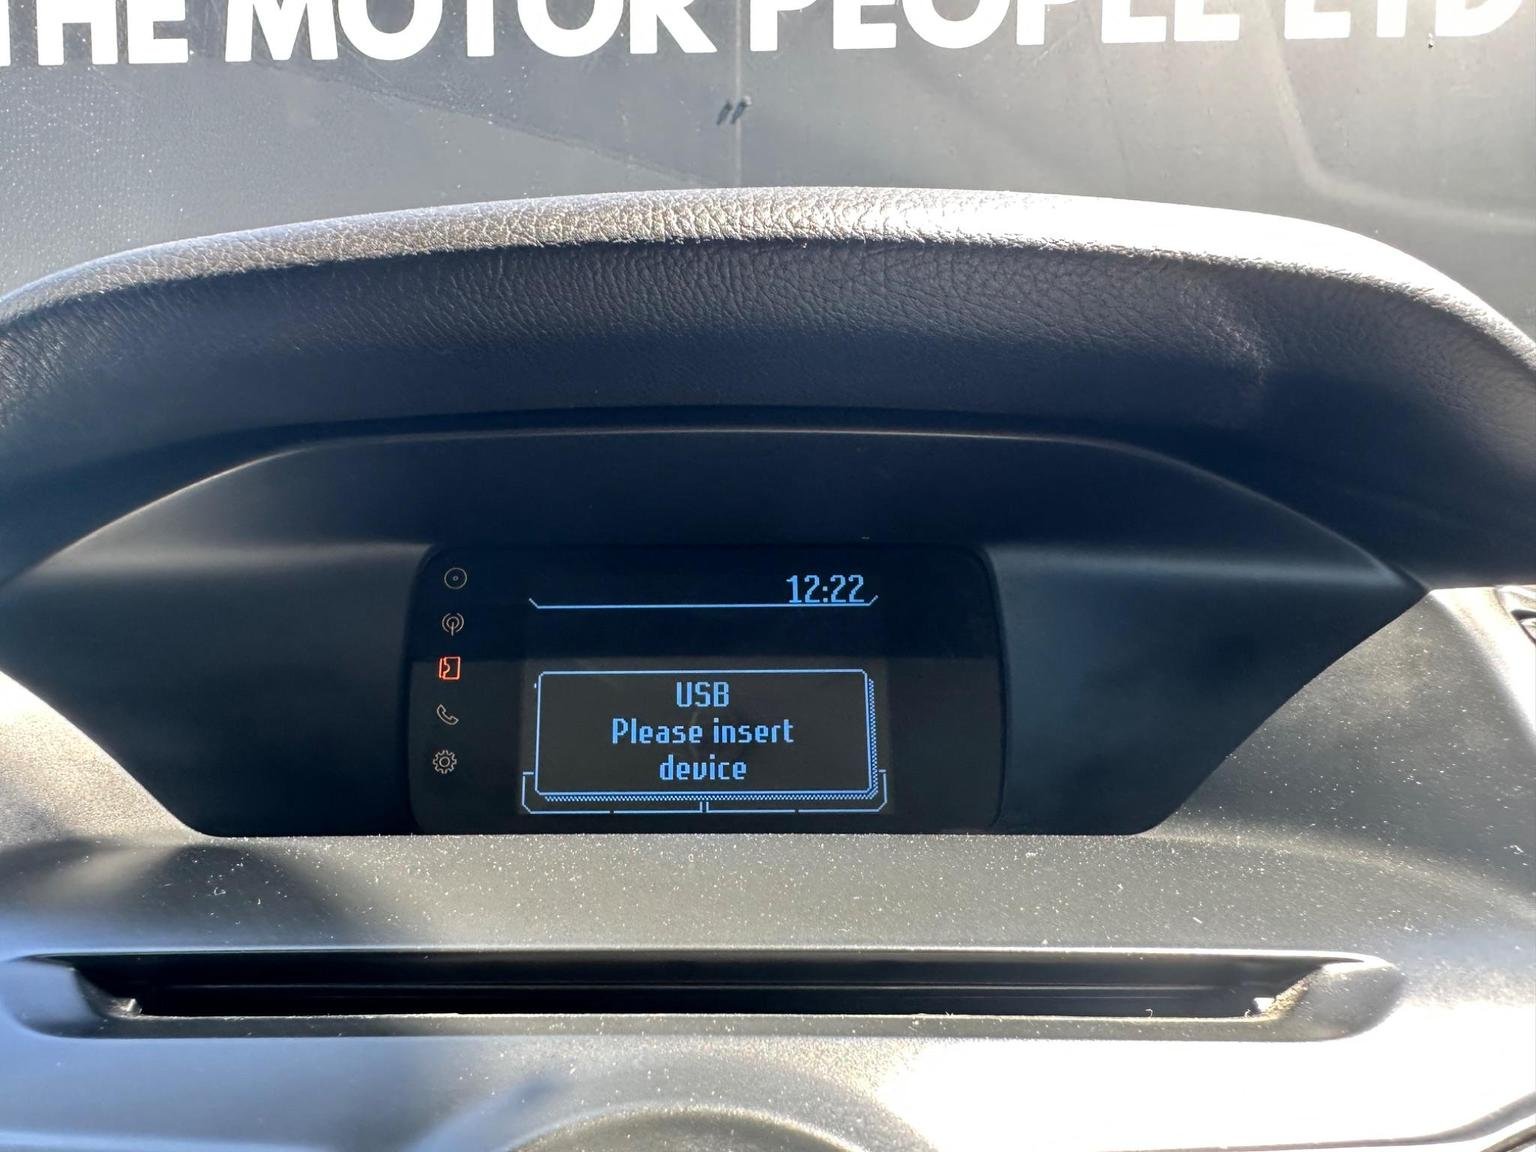 THE MOTOR PEOPLE LTD
12:22
USB
Please insert
device